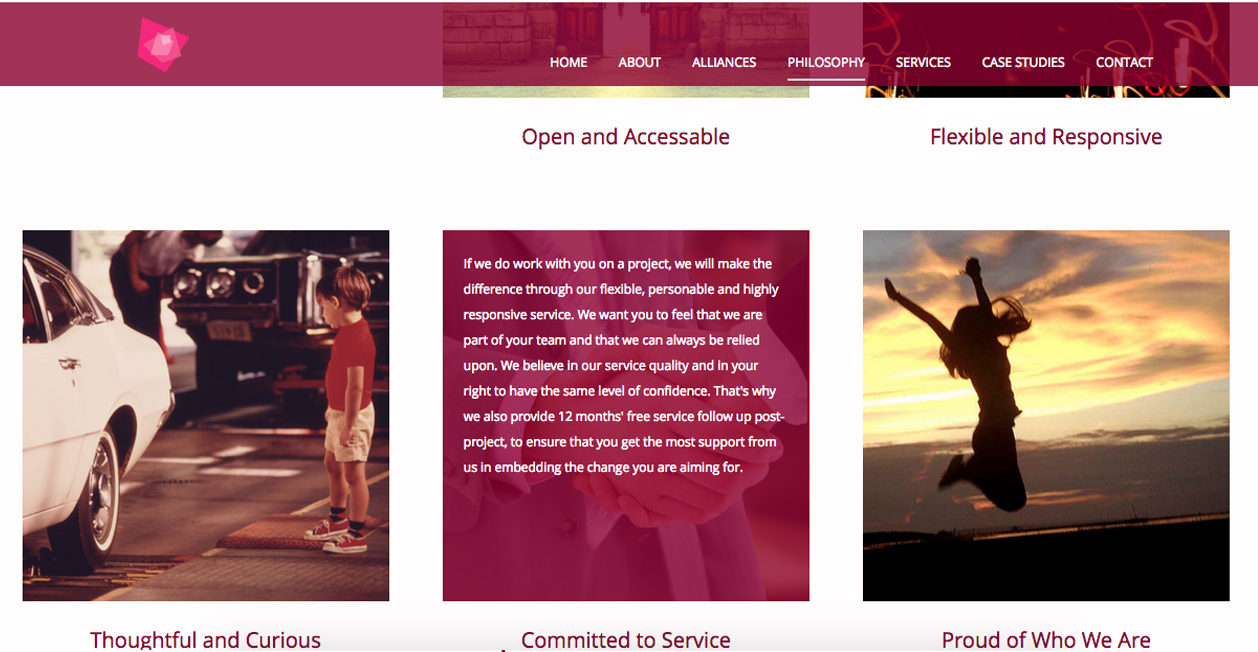 HOME ABOUT ALLIANCES PHILOSOPHY SERVICES CASE STUDIES CONTACT
Open and Accessable
Flexible and Responsive
If we do work with you on a project, we will make the
difference through our flexible, personable and highly
responsive service. We want you to feel that we are
part of your team and that we can always be relied
upon. We believe in our service quality and in your
right to have the same level of confidence. That's why
we also provide 12 months' free service follow up post-
project, to ensure that you get the most support from
us in embedding the change you are aiming for.
Thoughtful and Curious
Committed to Service
Proud of Who We Are